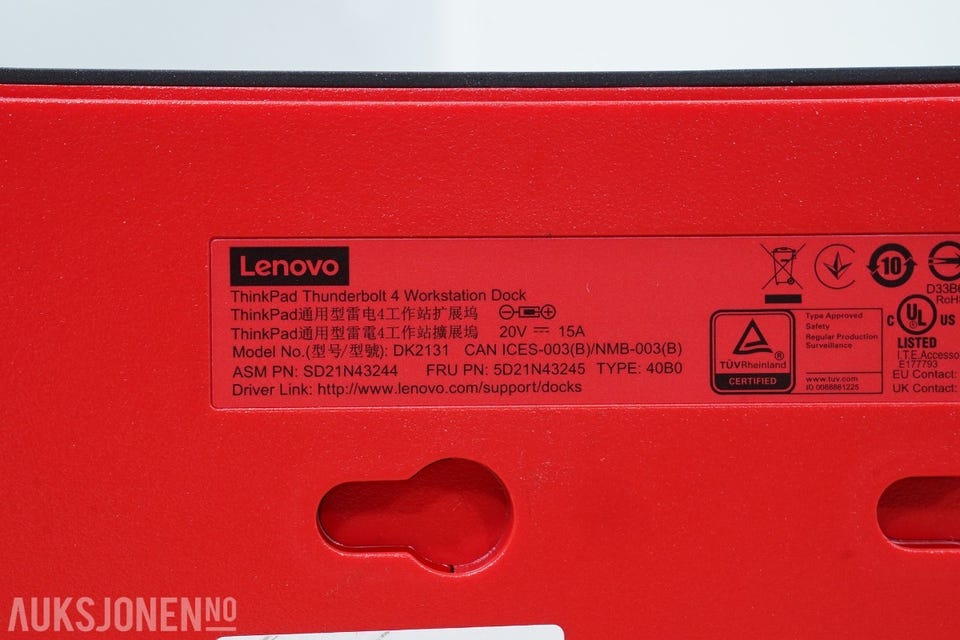 Lenovo
ThinkPad Thunderbolt 4 Workstation Dock
ThinkPad通用型雷电4工作站扩展坞
ThinkPad通用型雷電4工作站擴展塢 20V 15A
Model No.(型号/型號): DK2131 CAN ICES-003(B)/NMB-003(B)
ASM PN: SD21N43244 FRU PN: 5D21N43245 TYPE: 40B0
Driver Link: http://www.lenovo.com/support/docks
10
TÜVRheinland
CERTIFIED
Type Approved
Safety
Regular Production
Surveillance
www.tuv.com
ID 0088861225
RoHS
C UL US
LISTED
I.T.E.Accesso
E177793
EU Contact:
UK Contact:
AUKSJONEN.NO